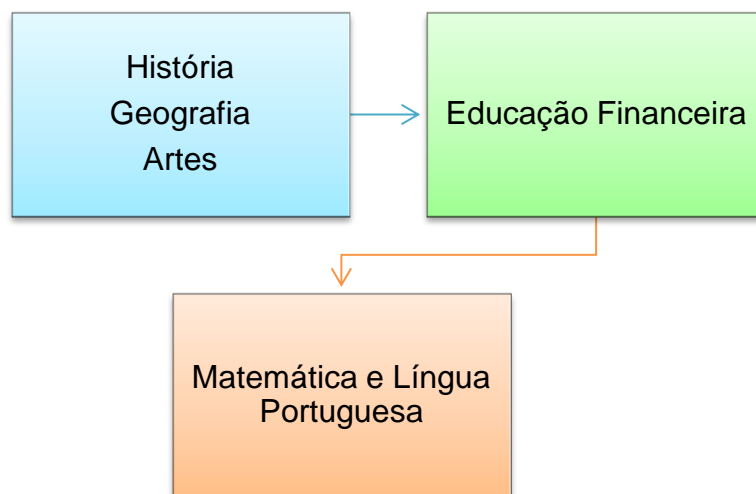 História
Geografia
Artes
Educação Financeira
Matemática e Língua
Portuguesa